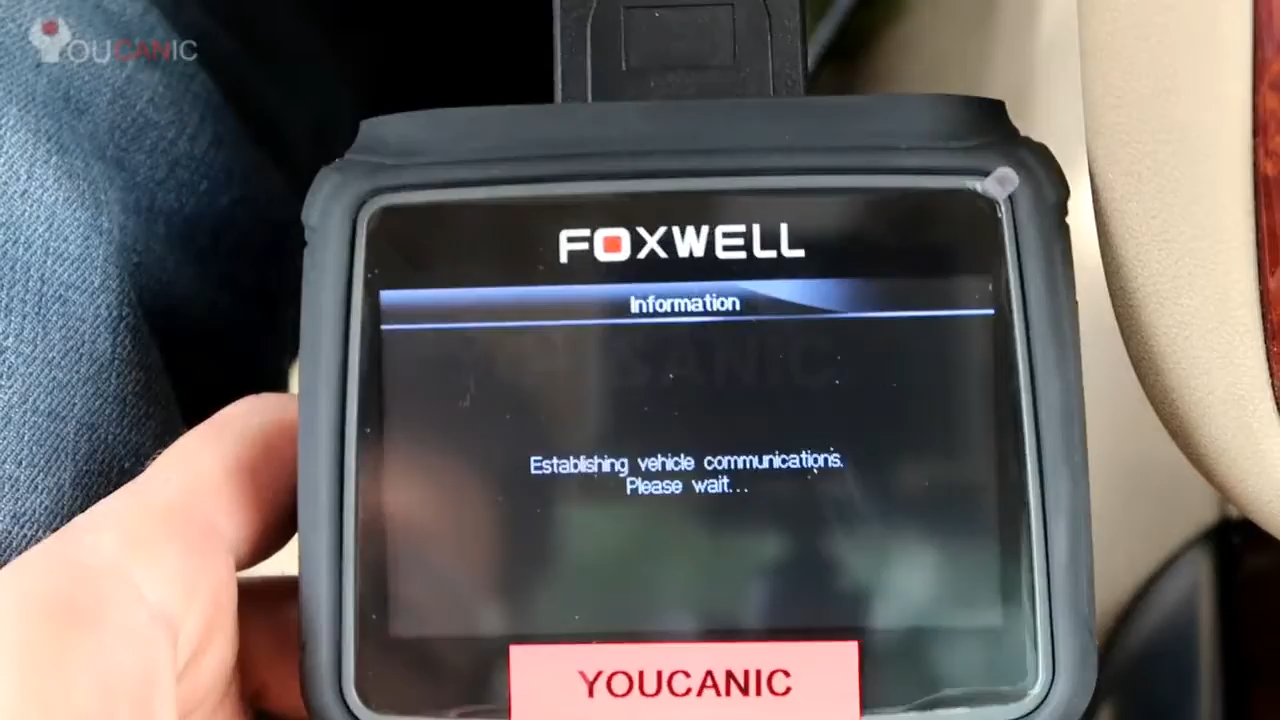 YOUCANIC
FOXWELL
Information
Establishing vehicle communications.
Please wait...
YOUCANIC